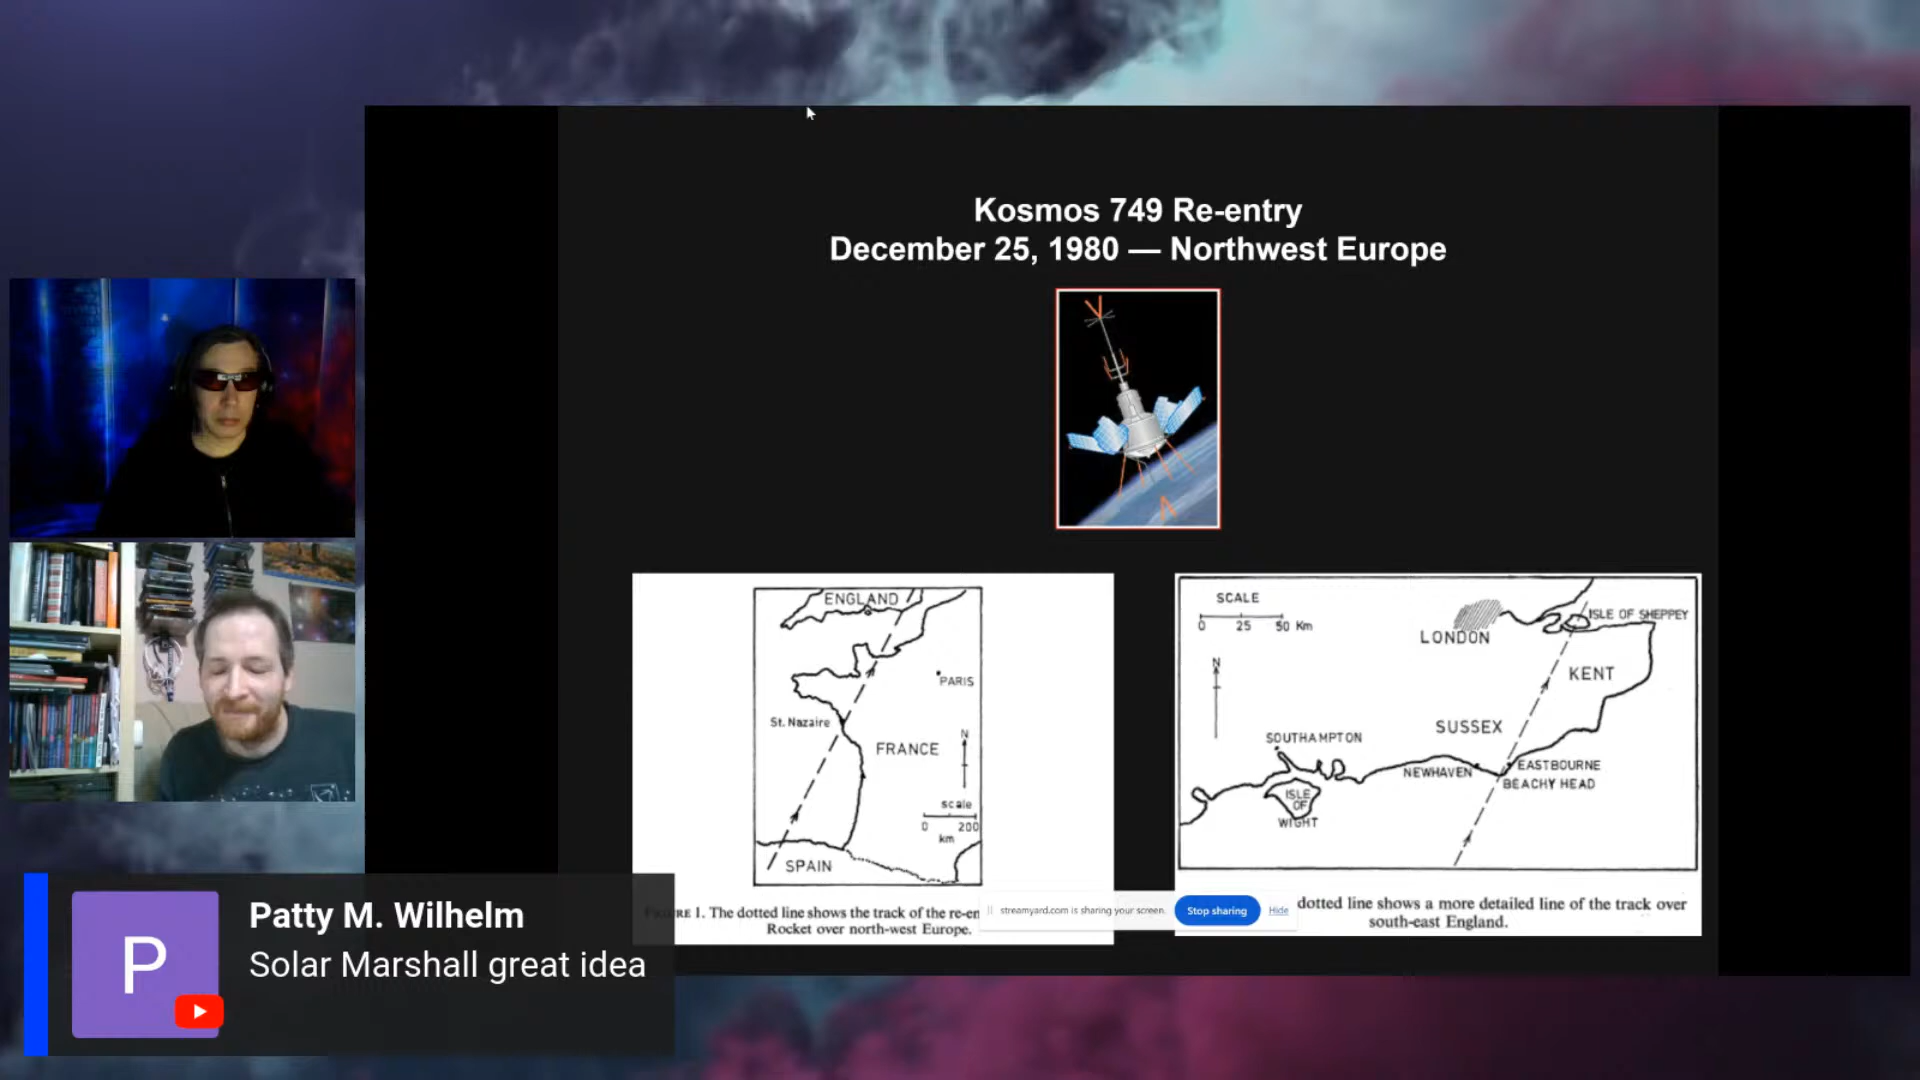 Kosmos 749 Re-entry
December 25, 1980 — Northwest Europe
ENGLAND
PARIS
St. Nazaire
FRANCE
N
scale
0 200
km
SPAIN
The dotted line shows the track of the re-en
Rocket over north-west Europe.
SCALE
0 25 50 Km
ISLE OF SHEPPEY
LONDON
N
KENT
SUSSEX
SOUTHAMPTON
NEWHAVEN
EASTBOURNE
BEACHY HEAD
ISLE
OF
WIGHT
dotted line shows a more detailed line of the track over
south-east England.
streamyard.com is sharing your screen.
Stop sharing
Hide
P
Patty M. Wilhelm
Solar Marshall great idea